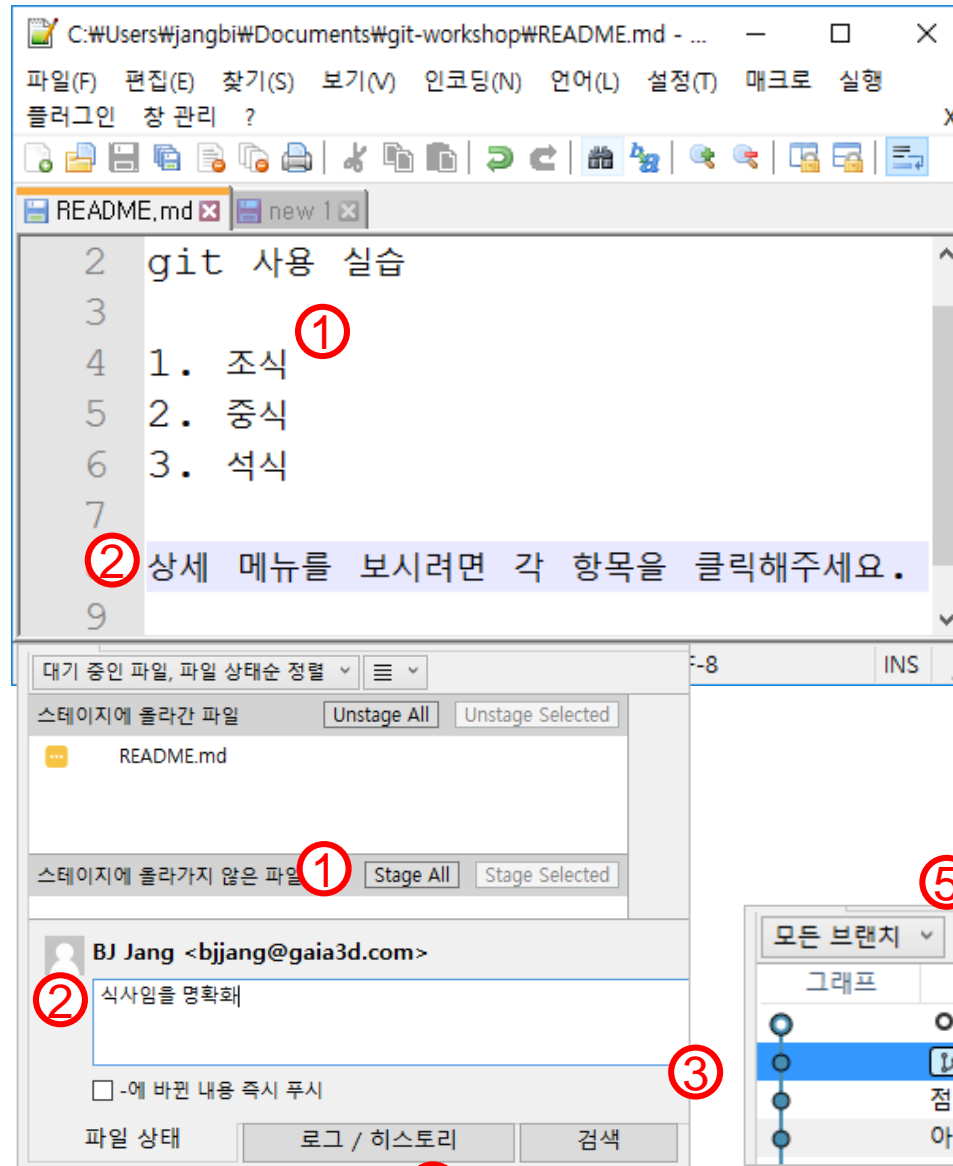 C:₩Users₩jangbi₩Documents₩git-workshop₩README.md - ...
파일(F) 편집(E) 찾기(S) 보기(V) 인코딩(N) 언어(L) 설정(T) 매크로 실행
플러그인 창 관리 ? X
README.md new 1
2 git 사용 실습
3
①
4 1. 조식
5 2. 중식
6 3. 석식
7
② 상세 메뉴를 보시려면 각 항목을 클릭해주세요.
9
-8 INS
대기 중인 파일, 파일 상태순 정렬
스테이지에 올라간 파일 Unstage All Unstage Selected
README.md
스테이지에 올라가지 않은 파일 ① Stage All Stage Selected
BJ Jang <bjjang@gaia3d.com>
② 식사임을 명확화
③
-에 바뀐 내용 즉시 푸시
파일 상태 로그 / 히스토리 검색
⑤
모든 브랜치
그래프
점
아